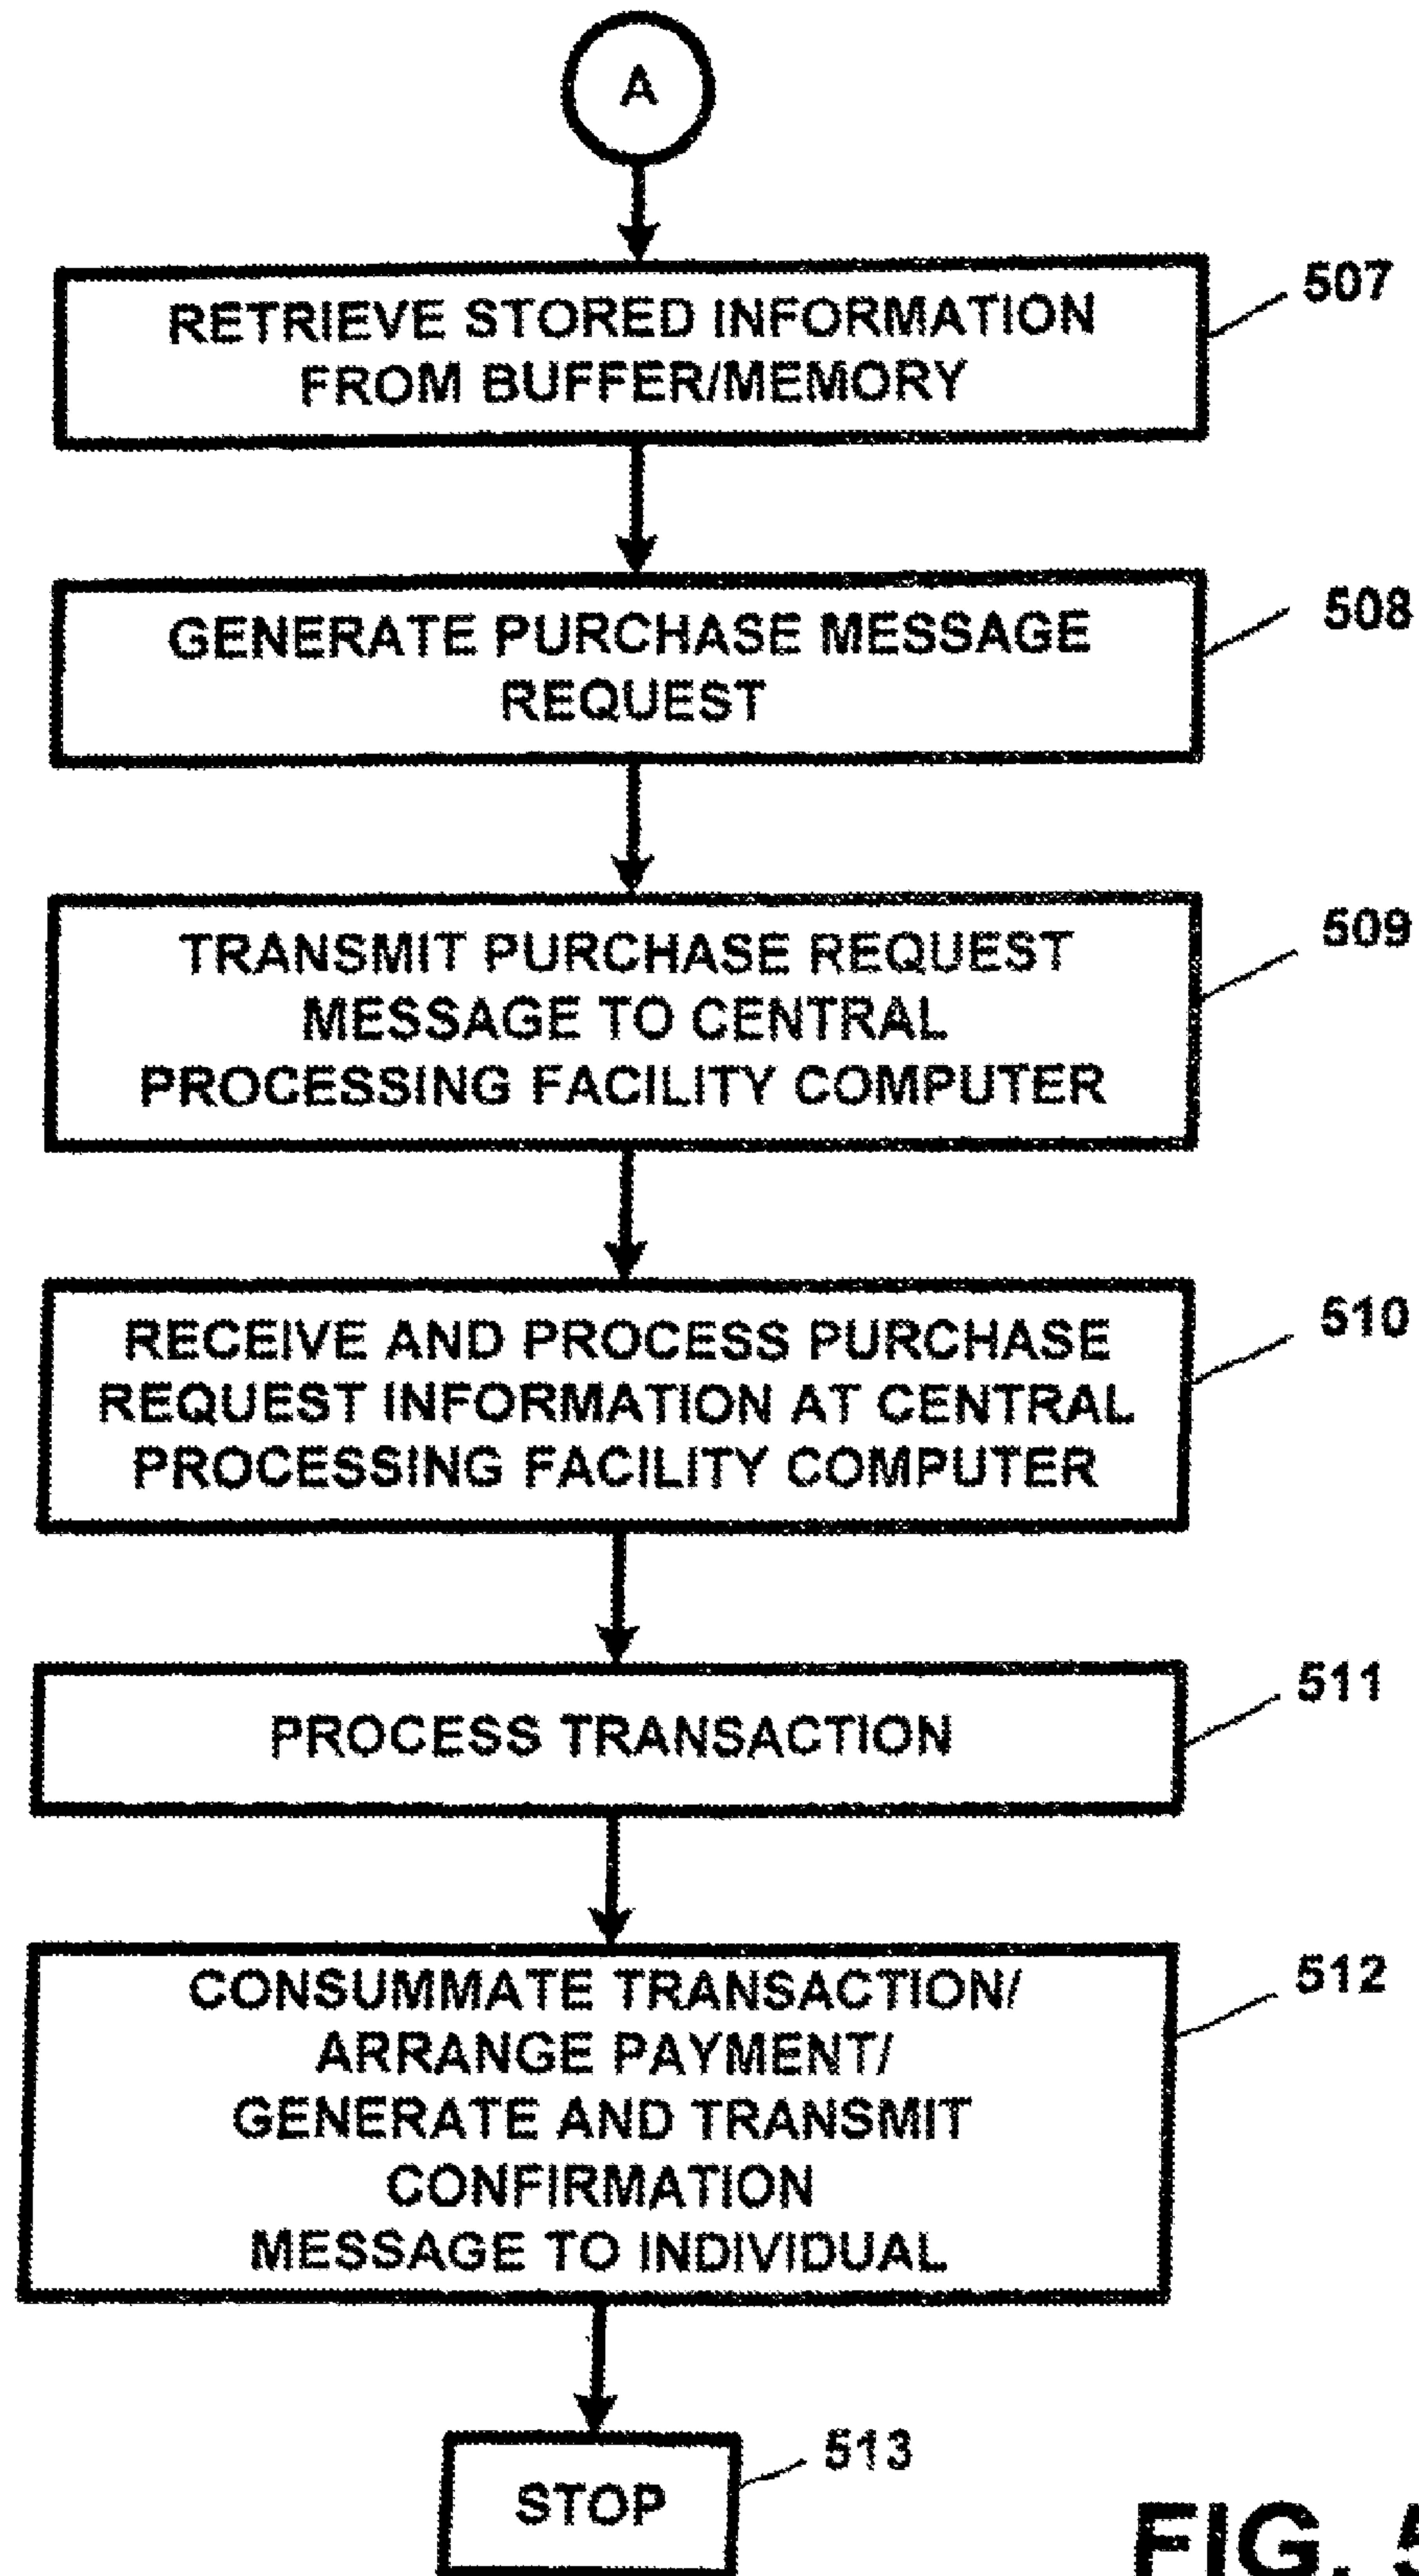 A
RETRIEVE STORED INFORMATION
FROM BUFFER/MEMORY
507
GENERATE PURCHASE MESSAGE
REQUEST
508
TRANSMIT PURCHASE REQUEST
MESSAGE TO CENTRAL
PROCESSING FACILITY COMPUTER
509
RECEIVE AND PROCESS PURCHASE
REQUEST INFORMATION AT CENTRAL
PROCESSING FACILITY COMPUTER
510
PROCESS TRANSACTION
511
CONSUMMATE TRANSACTION/
ARRANGE PAYMENT/
GENERATE AND TRANSMIT
CONFIRMATION
MESSAGE TO INDIVIDUAL
512
STOP
513
FIG.